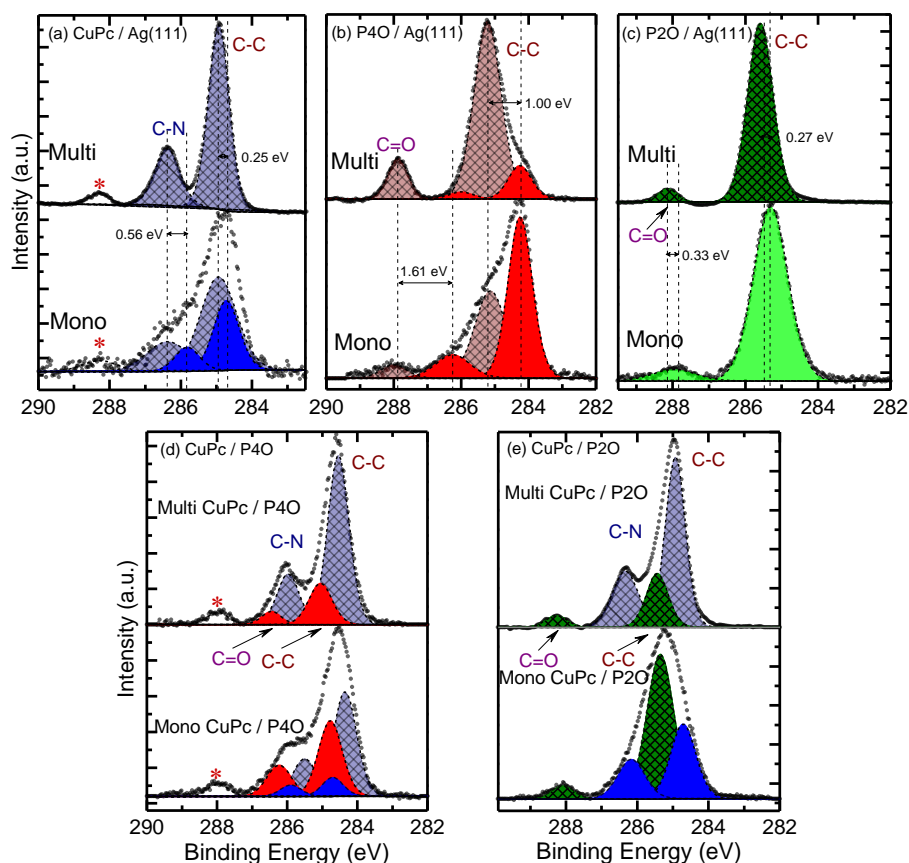 (a) CuPc / Ag(111)
C-C
C-N
Multi
*
0.25 eV
0.56 eV
Mono
*
290 288 286 284
(b) P4O / Ag(111)
C-C
1.00 eV
C=O
Multi
1.61 eV
Mono
290 288 286 284 282
(c) P2O / Ag(111)
C-C
0.27 eV
Multi
C=O
0.33 eV
Mono
288 286 284 282
Intensity (a.u.)
(d) CuPc / P4O
C-C
Multi CuPc / P4O
C-N
*
C=O
C-C
Mono CuPc / P4O
*
290 288 286 284 282
Binding Energy (eV)
(e) CuPc / P2O
C-C
Multi CuPc / P2O
C-N
C=O
C-C
Mono CuPc / P2O
288 286 284 282
Binding Energy (eV)
Intensity (a.u.)